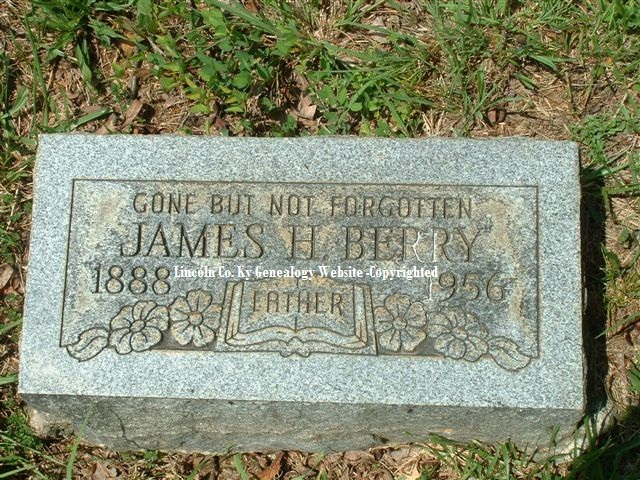 GONE BUT NOT FORGOTTEN
JAMES H BERRY
1888 1956
Lincoln Co. Ky Genealogy Website -Copyrighted
FATHER